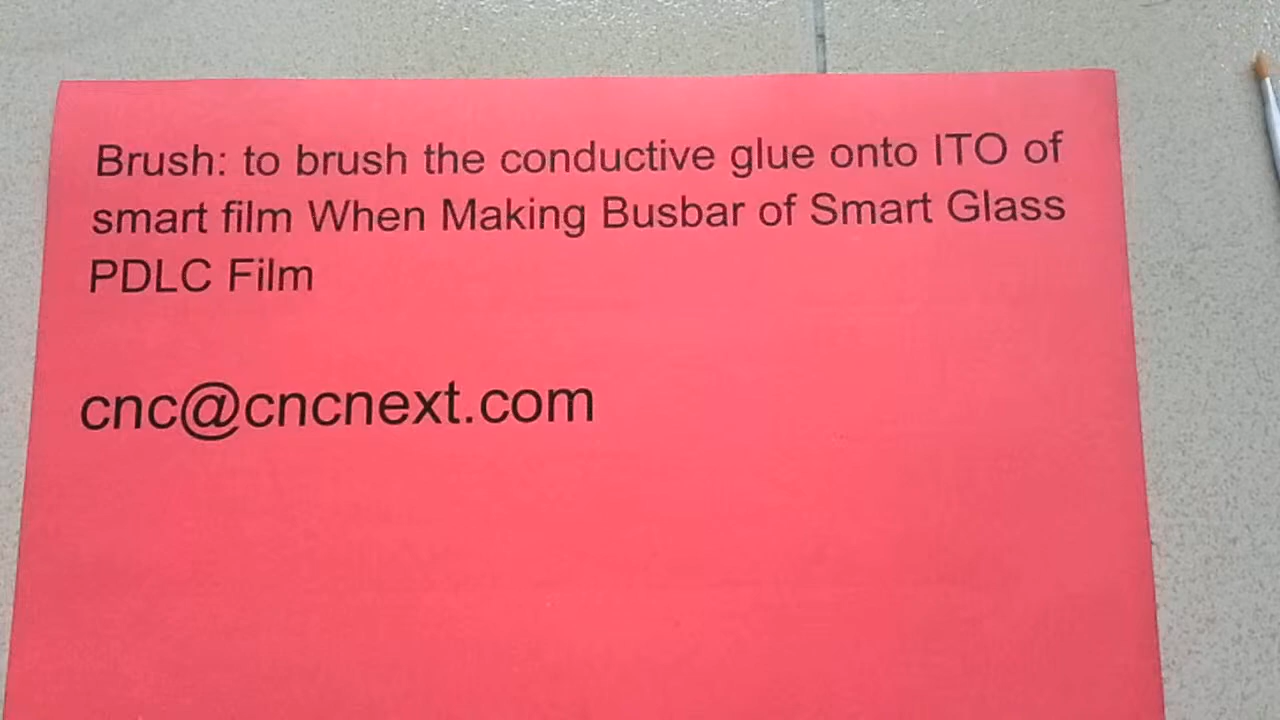 Brush: to brush the conductive glue onto ITO of
smart film When Making Busbar of Smart Glass
PDLC Film
cnc@cncnext.com